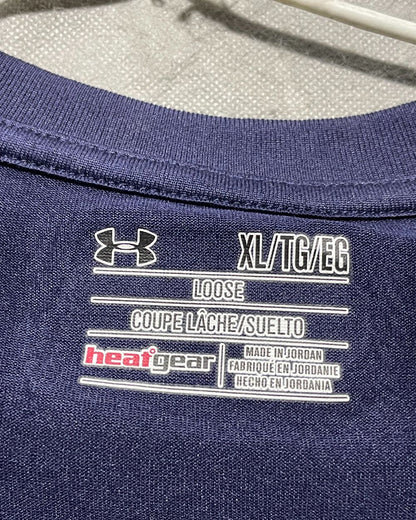 XL/TG/EG
LOOSE
COUPE LÂCHE/SUELTO
heatgear
MADE IN JORDAN
FABRIQUÉ EN JORDANIE
HECHO EN JORDANIA